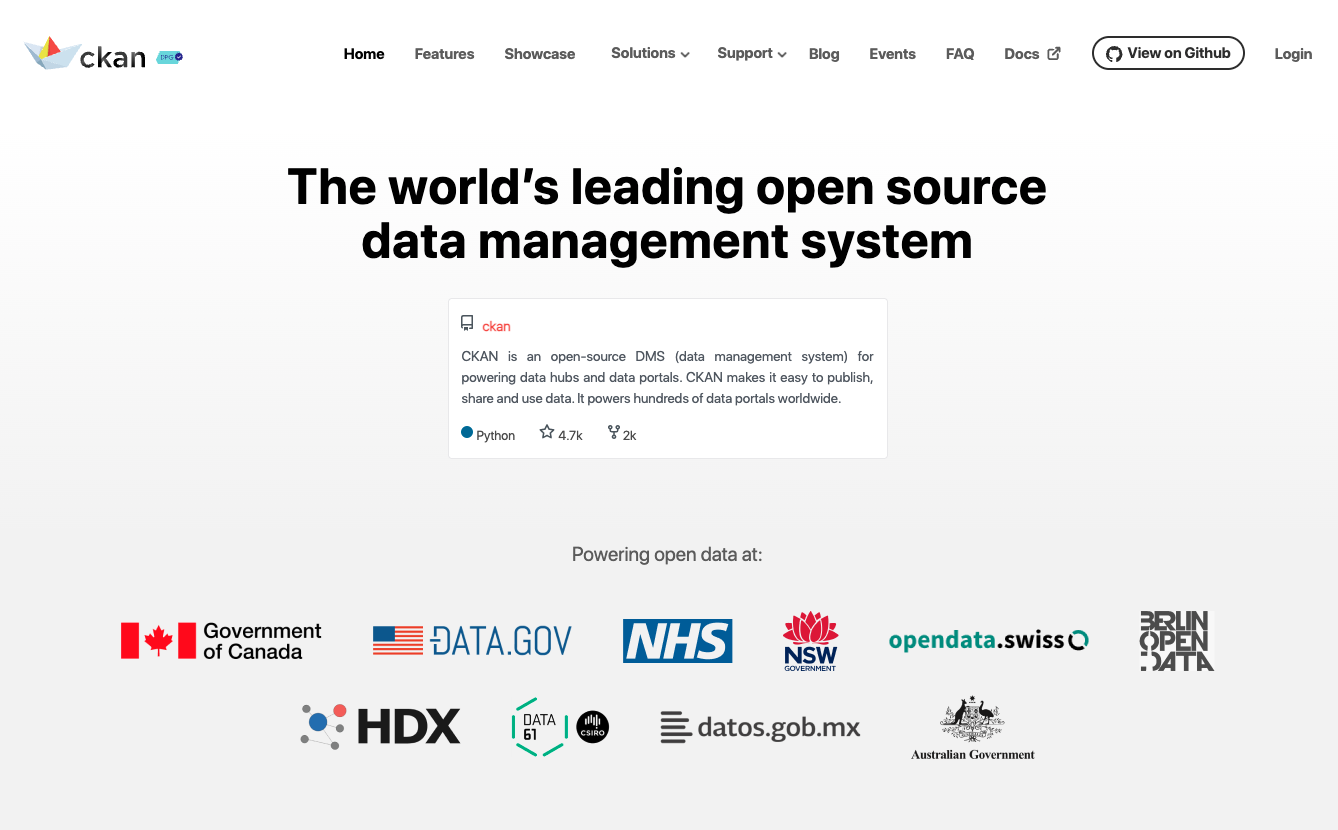 ckan DPG
Home Features Showcase Solutions Support Blog Events FAQ Docs View on Github Login
The world’s leading open source
data management system
ckan
CKAN is an open-source DMS (data management system) for
powering data hubs and data portals. CKAN makes it easy to publish,
share and use data. It powers hundreds of data portals worldwide.
Python 4.7k 2k
Powering open data at:
Government
of Canada
DATA.GOV
NHS
NSW
GOVERNMENT
opendata.swiss
BERLIN
OPEN
DATA
HDX
DATA
61
CSIRO
datos.gob.mx
Australian Government